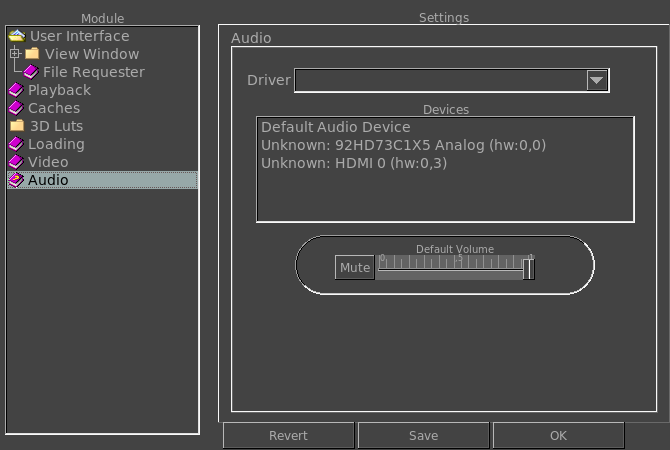 Module
User Interface
View Window
File Requester
Playback
Caches
3D Luts
Loading
Video
Audio
Settings
Audio
Driver
Devices
Default Audio Device
Unknown: 92HD73C1X5 Analog (hw:0,0)
Unknown: HDMI 0 (hw:0,3)
Default Volume
Mute
0 .5 1
Revert
Save
OK